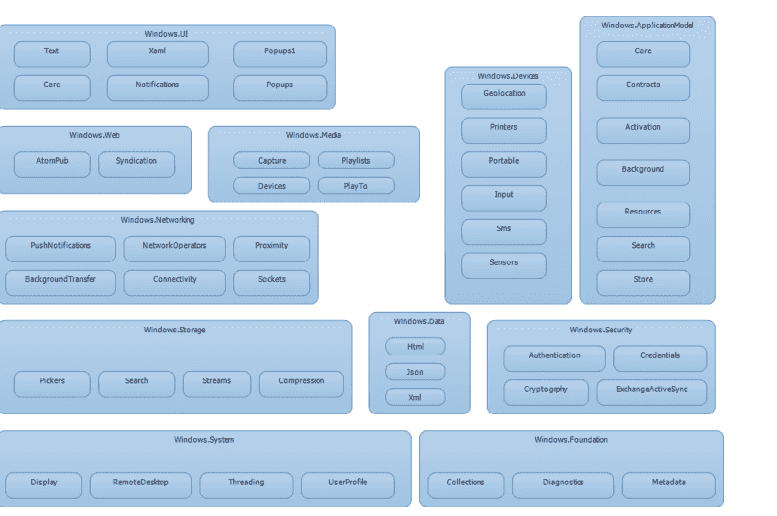 Windows.UI
Text
Xaml
Popups1
Core
Notifications
Popups
Windows.Web
AtomPub
Syndication
Windows.Media
Capture
Playlists
Devices
PlayTo
Windows.Devices
Geolocation
Printers
Portable
Input
Sms
Sensors
Windows.ApplicationModel
Core
Contracts
Activation
Background
Resources
Search
Store
Windows.Networking
PushNotifications
NetworkOperators
Proximity
BackgroundTransfer
Connectivity
Sockets
Windows.Storage
Pickers
Search
Streams
Compression
Windows.Data
Html
Json
Xml
Windows.Security
Authentication
Credentials
Cryptogrphy
ExchangeActiveSync
Windows.System
Display
RemoteDesktop
Threading
UserProfile
Windows.Foundation
Collections
Diagnostics
Metadata